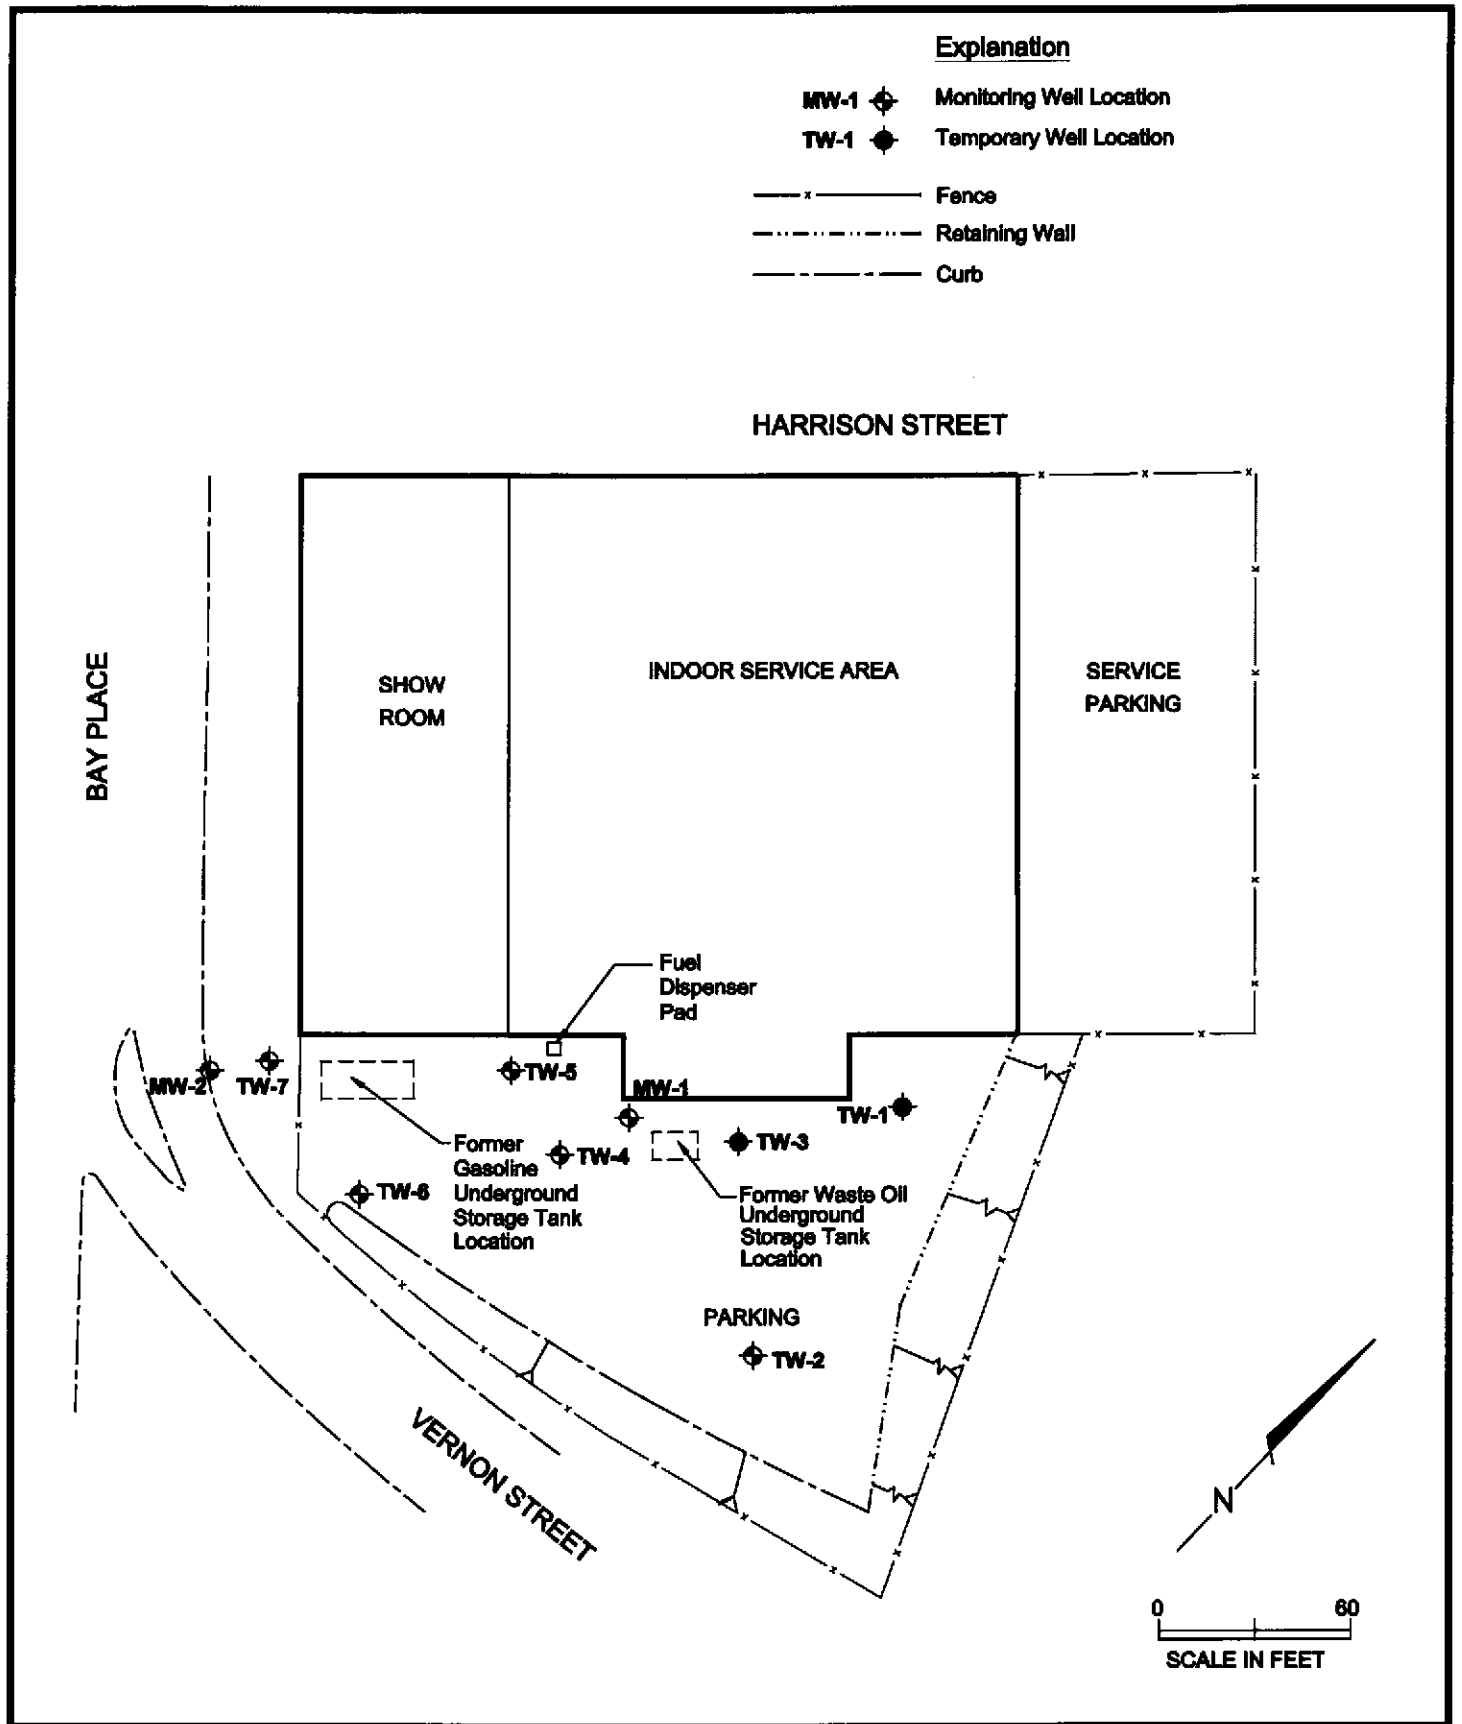 Explanation
MW-1 Monitoring Well Location
TW-1 Temporary Well Location
Fence
Retaining Wall
Curb
HARRISON STREET
BAY PLACE
SHOW
ROOM
INDOOR SERVICE AREA
SERVICE
PARKING
Fuel
Dispenser
Pad
MW-2
TW-7
TW-5
MW-1
TW-1
TW-3
TW-4
TW-6
Former
Gasoline
Underground
Storage Tank
Location
Former Waste Oil
Underground
Storage Tank
Location
PARKING
TW-2
VERNON STREET
N
0 60
SCALE IN FEET